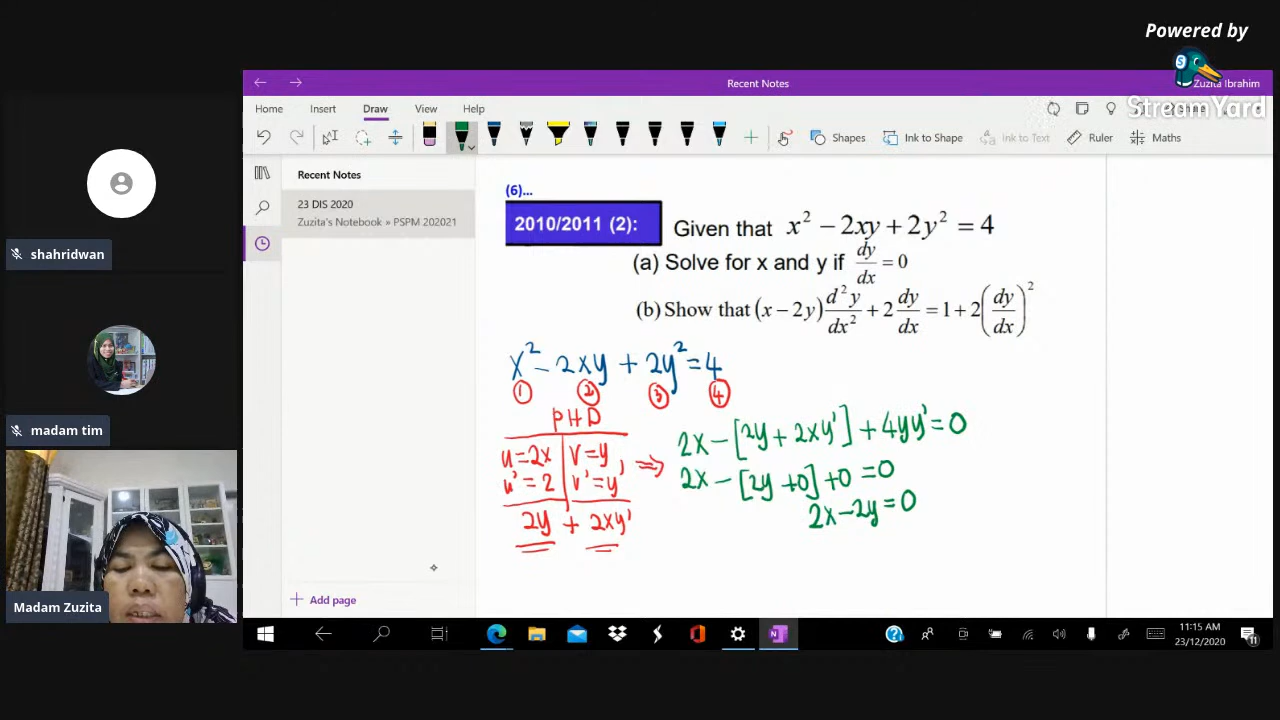 Powered by
StreamYard
Recent Notes
Zuzita Ibrahim
Home Insert Draw View Help
Shapes Ink to Shape Ink to Text Ruler Maths
Recent Notes
23 DIS 2020
Zuzita's Notebook » PSPM 202021
Add page
shahridwan
madam tim
Madam Zuzita
(6)...
2010/2011 (2): Given that x² − 2xy + 2y² = 4
(a) Solve for x and y if dy/dx = 0
(b) Show that (x − 2y) d²y/dx² + 2 dy/dx = 1 + 2(dy/dx)²
x² − 2xy + 2y² = 4
① ② ③ ④
PHD
u = 2x v = y
u' = 2 v' = y'
2y + 2xy'
⇒ 2x − [2y + 2xy'] + 4yy' = 0
2x − [2y + 0] + 0 = 0
2x − 2y = 0
11:15 AM
23/12/2020
11